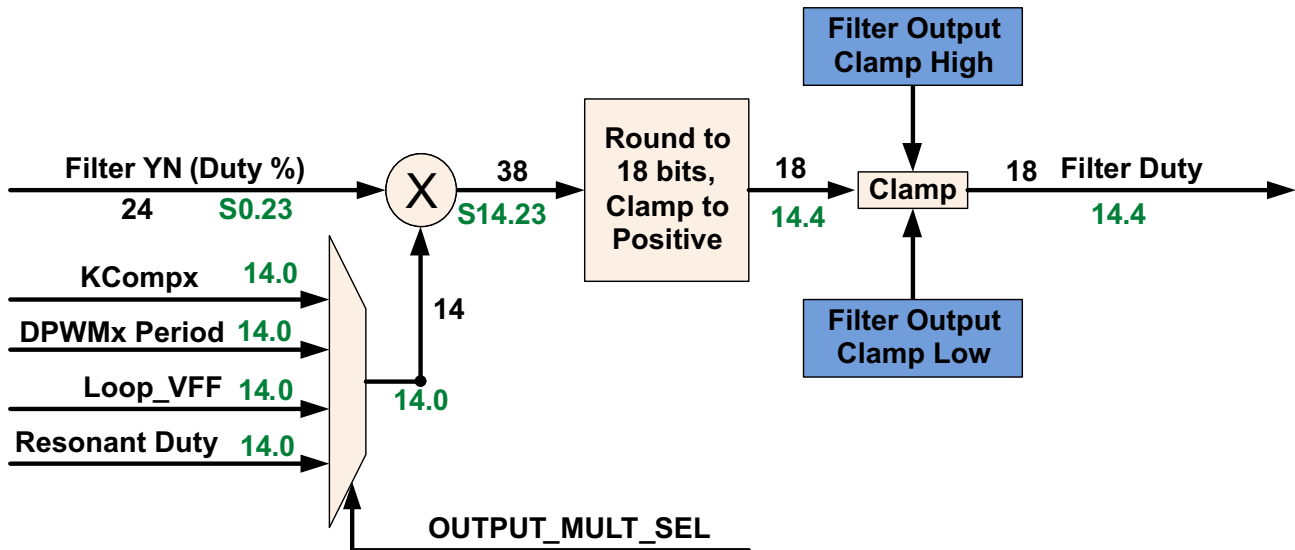 Filter Output
Clamp High
Filter YN (Duty %)
24
S0.23
X
38
S14.23
Round to
18 bits,
Clamp to
Positive
18
14.4
Clamp
18
Filter Duty
14.4
KCompx
14.0
DPWMx Period
14.0
Loop_VFF
14.0
Resonant Duty
14.0
14
14.0
Filter Output
Clamp Low
OUTPUT_MULT_SEL